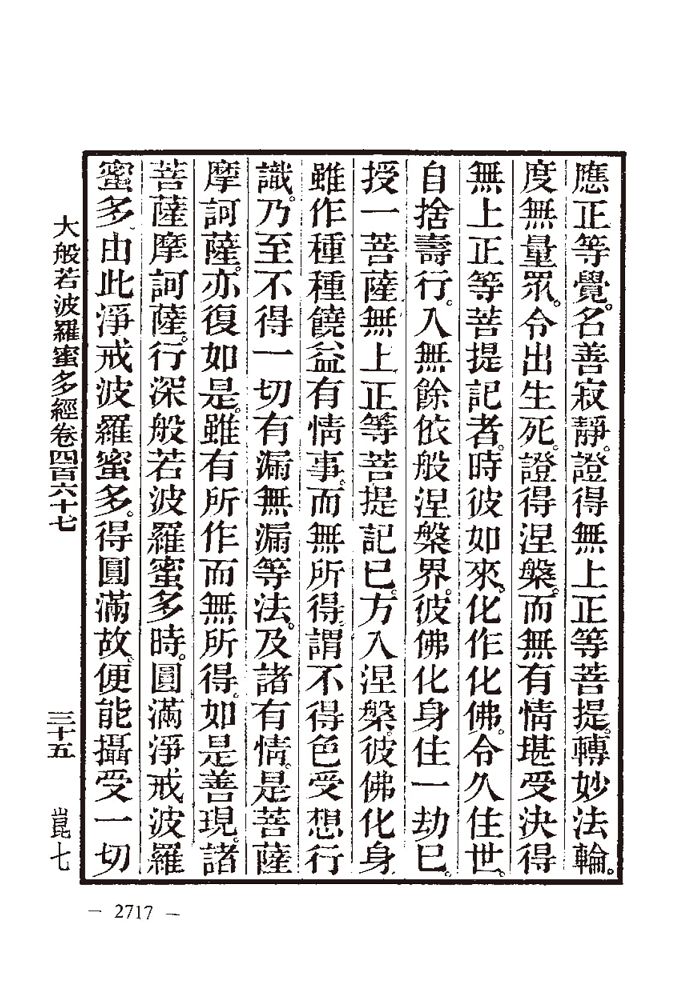 應正等覺。名善寂靜。證得無上正等菩提。轉妙法輪。
度無量眾。令出生死。證得涅槃。而無有情堪受決得
無上正等菩提記者。時彼如來。化作化佛。令久住世。
自捨壽行。入無餘依般涅槃界。彼佛化身住一劫已。
授一菩薩無上正等菩提記已。方入涅槃。彼佛化身
雖作種種饒益有情事。而無所得。謂不得色受想行
識。乃至不得一切有漏無漏等法。及諸有情。是菩薩
摩訶薩。亦復如是。雖有所作而無所得。如是善現。諸
菩薩摩訶薩。行深般若波羅蜜多時。圓滿淨戒波羅
蜜多。由此淨戒波羅蜜多。得圓滿故。便能攝受一切
大般若波羅蜜多經卷四百六十七 三十五 崑七
— 2717 —